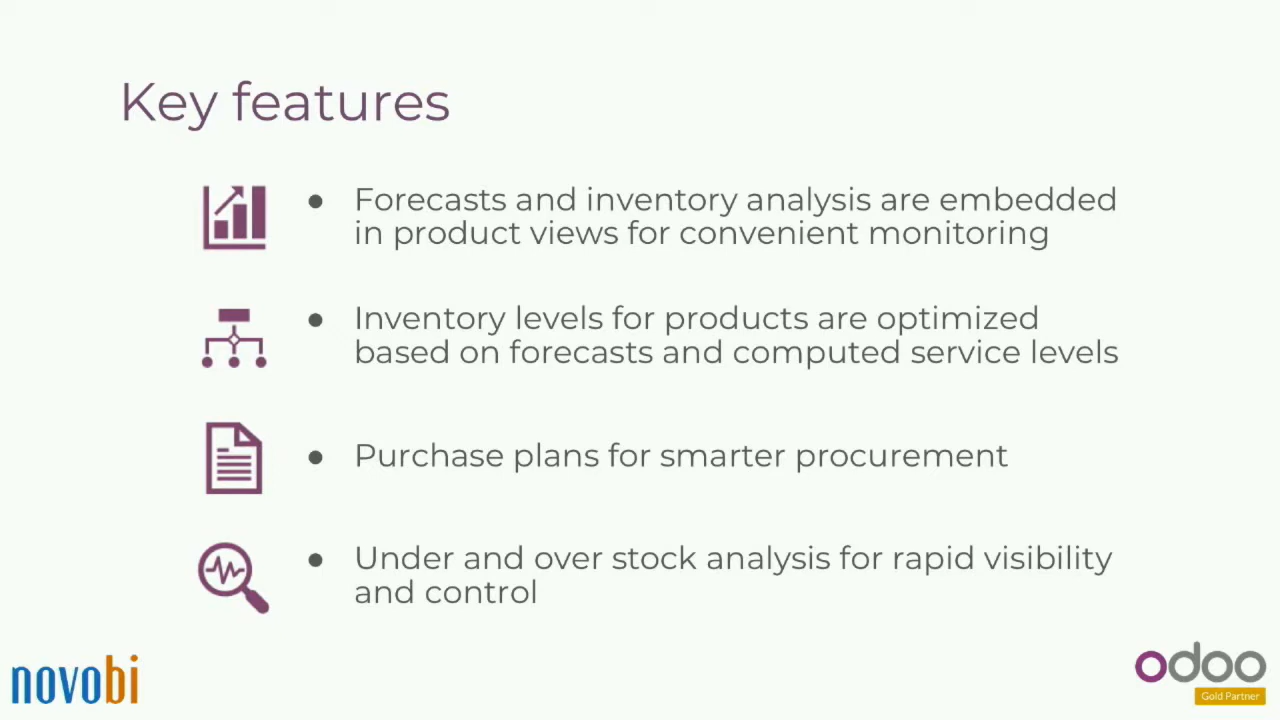 Key features
● Forecasts and inventory analysis are embedded
in product views for convenient monitoring
● Inventory levels for products are optimized
based on forecasts and computed service levels
● Purchase plans for smarter procurement
● Under and over stock analysis for rapid visibility
and control
novobi
odoo
Gold Partner